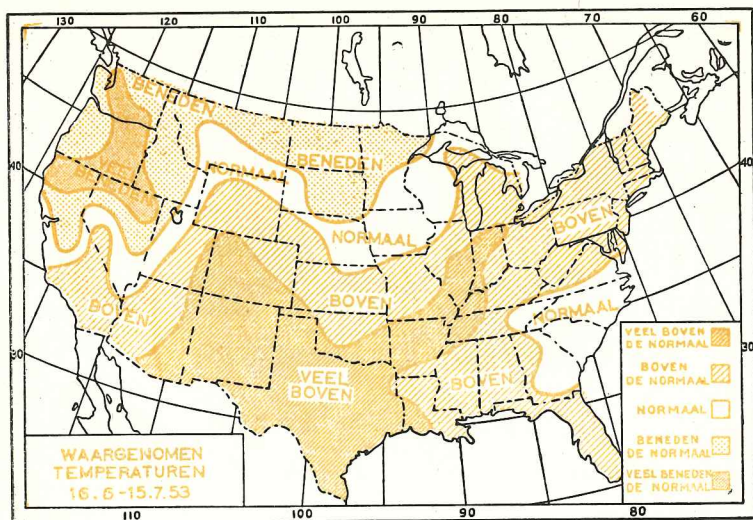 130 120 110 100 95 90 80 70 60
BENEDEN
VEEL
BENEDEN
NORMAAL
BENEDEN
NORMAAL
BOVEN
BOVEN
BOVEN
NORMAAL
VEEL
BOVEN
BOVEN
40
30
40
30
WAARGENOMEN
TEMPERATUREN
16.6-15.7.53
VEEL BOVEN
DE NORMAAL
BOVEN
DE NORMAAL
NORMAAL
BENEDEN
DE NORMAAL
VEEL BENEDEN
DE NORMAAL
110 100 90 80